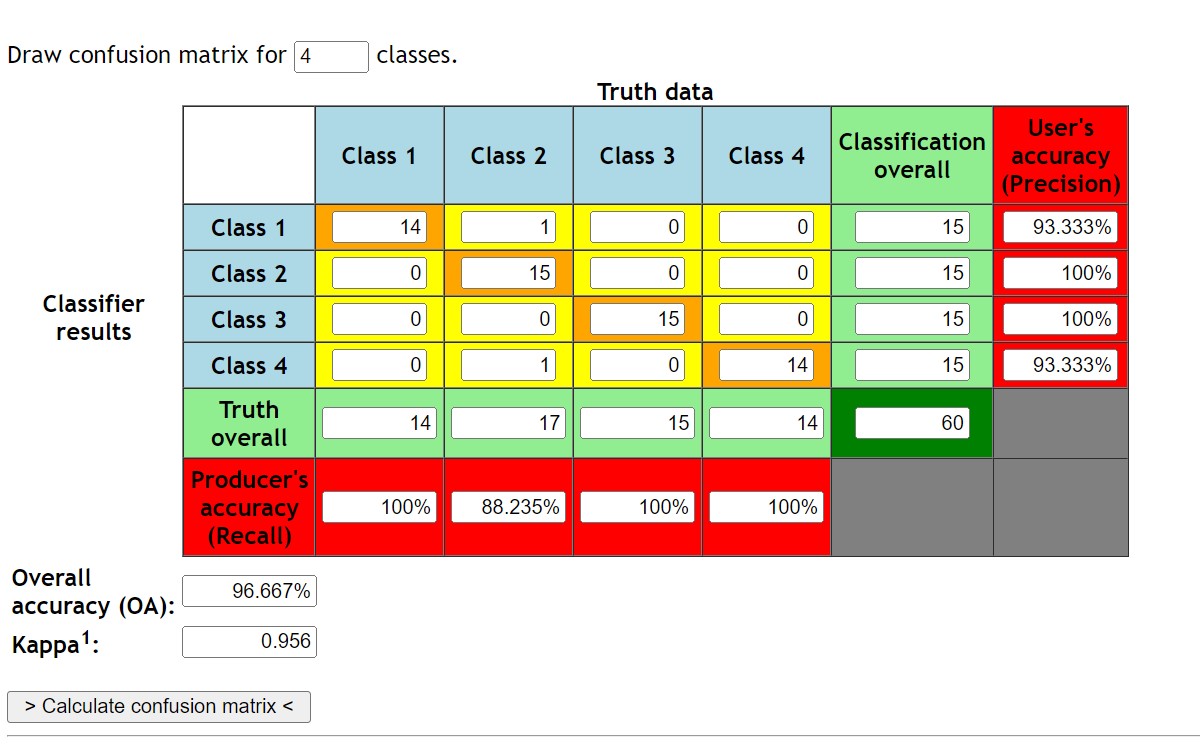 Draw confusion matrix for 4 classes.
Truth data
Class 1 Class 2 Class 3 Class 4 Classification overall User's accuracy (Precision)
Classifier results
Class 1 14 1 0 0 15 93.333%
Class 2 0 15 0 0 15 100%
Class 3 0 0 15 0 15 100%
Class 4 0 1 0 14 15 93.333%
Truth overall 14 17 15 14 60
Producer's accuracy (Recall) 100% 88.235% 100% 100%
Overall
accuracy (OA): 96.667%
Kappa¹: 0.956
> Calculate confusion matrix <